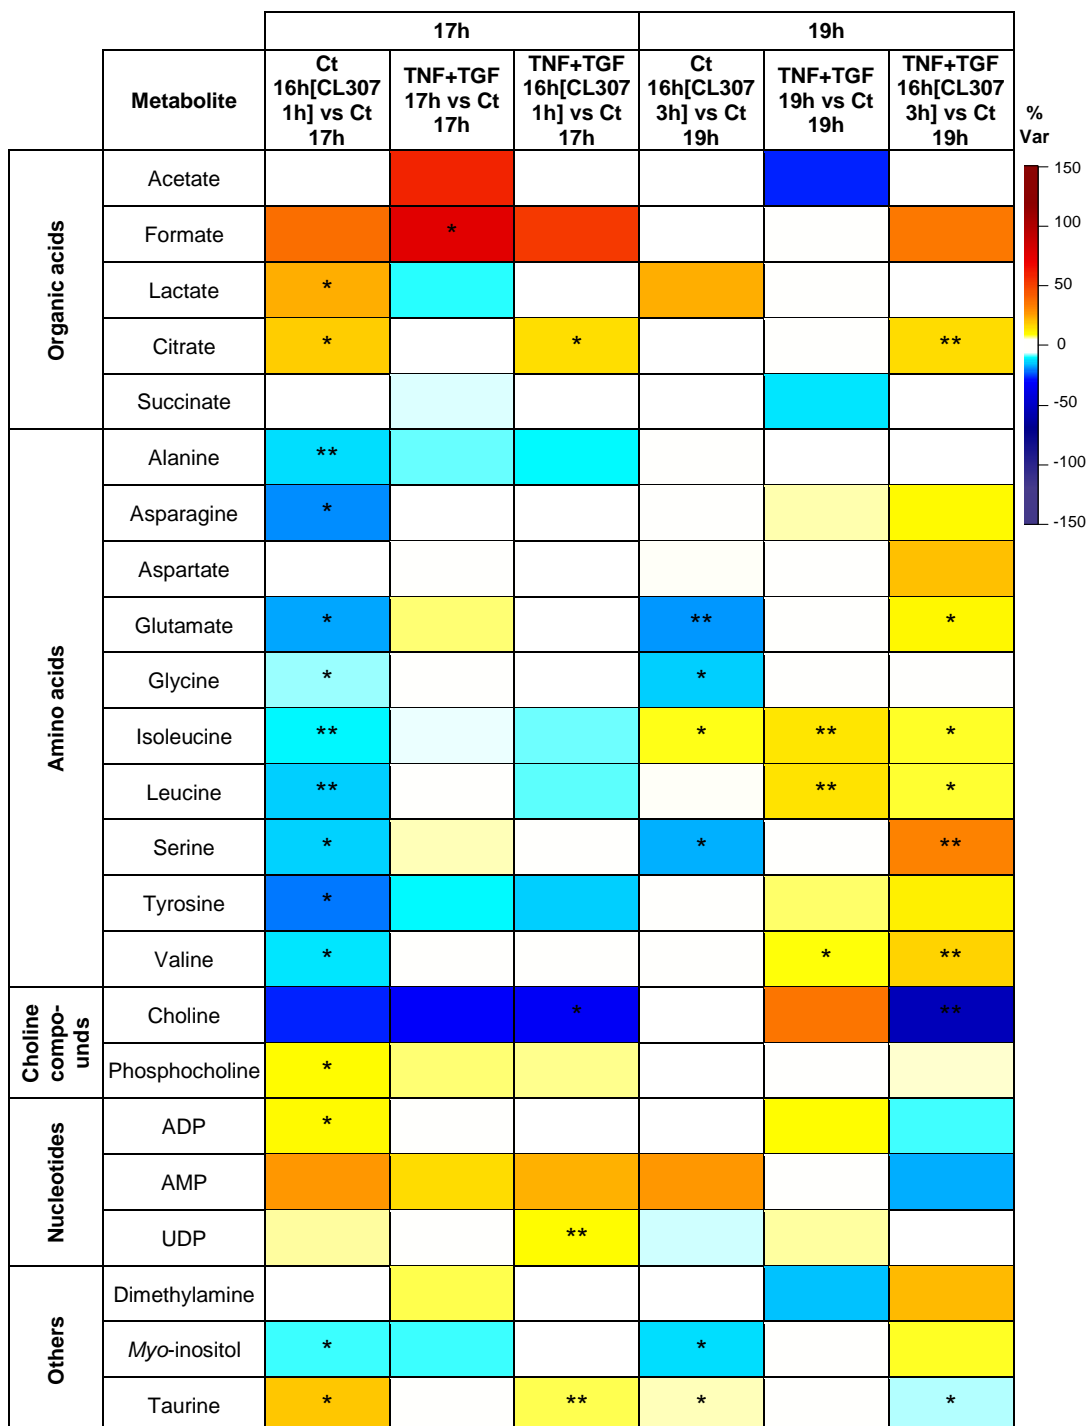 17h 19h
Metabolite
Ct
16h[CL307
1h] vs Ct
17h
TNF+TGF
17h vs Ct
17h
TNF+TGF
16h[CL307
1h] vs Ct
17h
Ct
16h[CL307
3h] vs Ct
19h
TNF+TGF
19h vs Ct
19h
TNF+TGF
16h[CL307
3h] vs Ct
19h
%
Var
150
100
50
0
-50
-100
-150
Organic acids
Acetate
Formate *
Lactate *
Citrate * * **
Succinate
Amino acids
Alanine **
Asparagine *
Aspartate
Glutamate * ** *
Glycine * *
Isoleucine ** * ** *
Leucine ** ** *
Serine * * **
Tyrosine *
Valine * * **
Choline
compo-
unds
Choline * **
Phosphocholine *
Nucleotides
ADP *
AMP
UDP **
Others
Dimethylamine
Myo-inositol * *
Taurine * ** * *